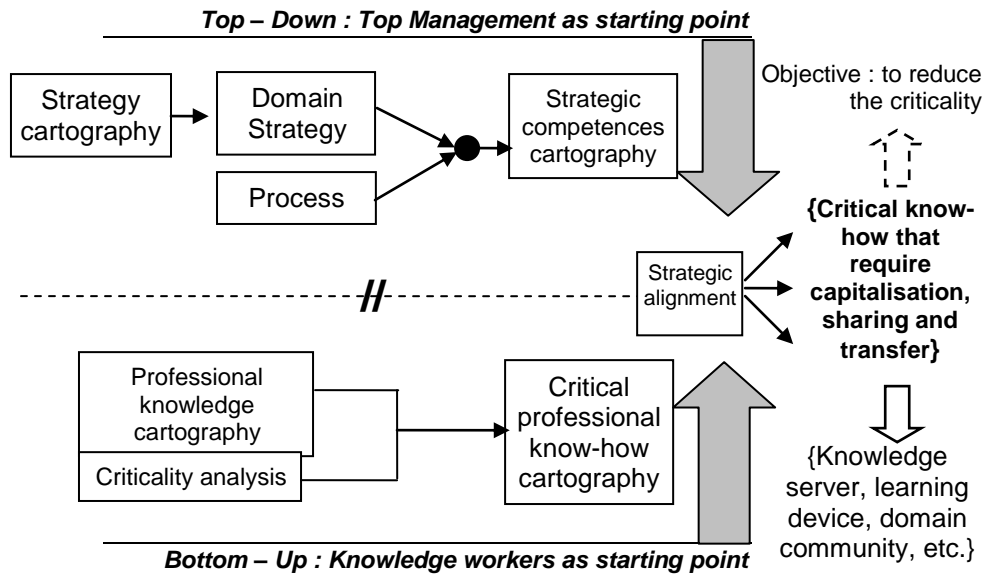 Top – Down : Top Management as starting point
Strategy
cartography
Domain
Strategy
Process
Strategic
competences
cartography
Objective : to reduce
the criticality
{Critical know-
how that
require
capitalisation,
sharing and
transfer}
Strategic
alignment
//
Professional
knowledge
cartography
Criticality analysis
Critical
professional
know-how
cartography
{Knowledge
server, learning
device, domain
community, etc.}
Bottom – Up : Knowledge workers as starting point